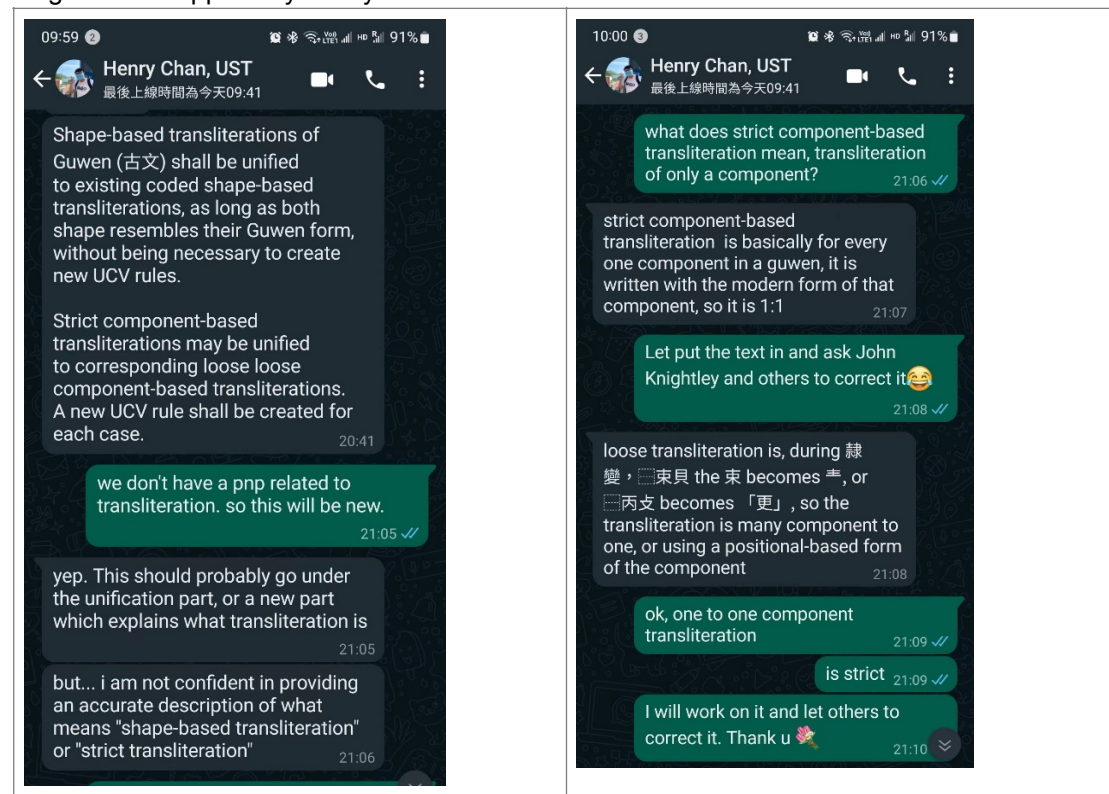 09:59 2 91%
Henry Chan, UST
最後上線時間為今天09:41
Shape-based transliterations of
Guwen (古文) shall be unified
to existing coded shape-based
transliterations, as long as both
shape resembles their Guwen form,
without being necessary to create
new UCV rules.
Strict component-based
transliterations may be unified
to corresponding loose loose
component-based transliterations.
A new UCV rule shall be created for
each case.
20:41
we don't have a pnp related to
transliteration. so this will be new.
21:05
yep. This should probably go under
the unification part, or a new part
which explains what transliteration is
21:05
but... i am not confident in providing
an accurate description of what
means "shape-based transliteration"
or "strict transliteration"
21:06
10:00 3 91%
Henry Chan, UST
最後上線時間為今天09:41
what does strict component-based
transliteration mean, transliteration
of only a component?
21:06
strict component-based
transliteration is basically for every
one component in a guwen, it is
written with the modern form of that
component, so it is 1:1
21:07
Let put the text in and ask John
Knightley and others to correct it😂
21:08
loose transliteration is, during 隸
變，⿱朿貝 the 朿 becomes 龶, or
⿱丙攴 becomes 「更」, so the
transliteration is many component to
one, or using a positional-based form
of the component
21:08
ok, one to one component
transliteration
21:09
is strict 21:09
I will work on it and let others to
correct it. Thank u 💐
21:10